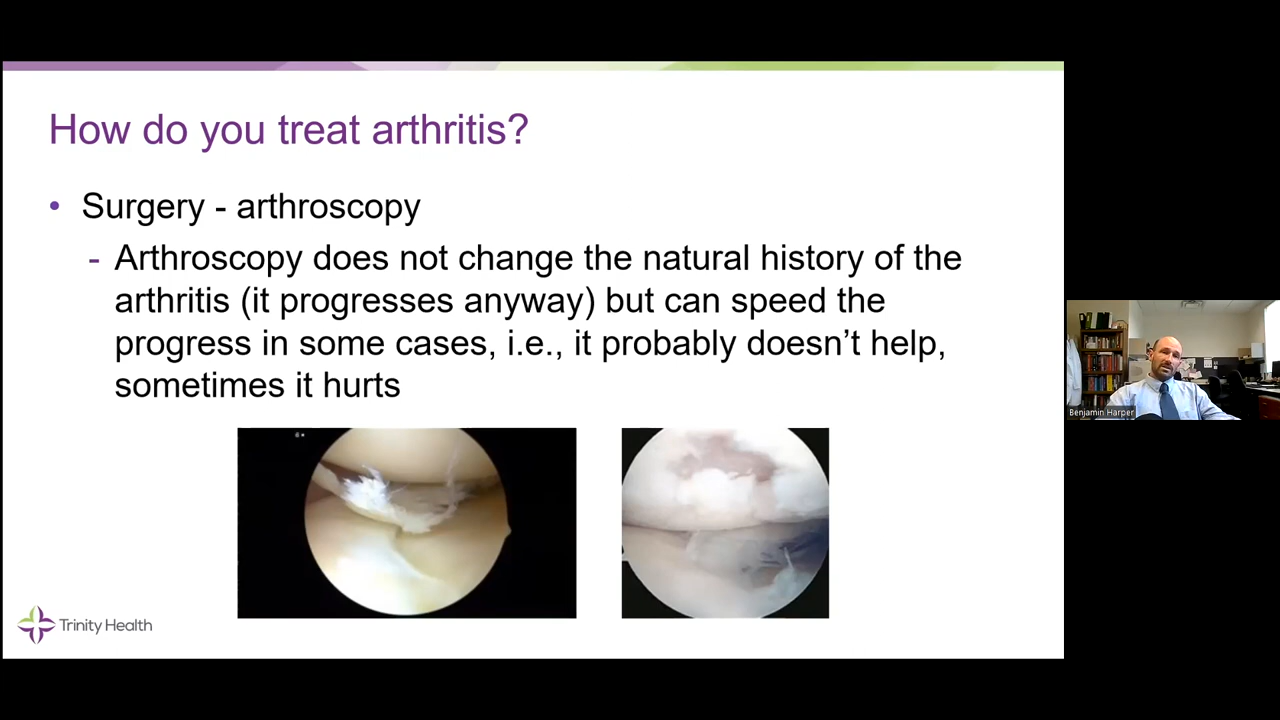 How do you treat arthritis?
• Surgery - arthroscopy
- Arthroscopy does not change the natural history of the
arthritis (it progresses anyway) but can speed the
progress in some cases, i.e., it probably doesn’t help,
sometimes it hurts
Benjamin Harper
Trinity Health